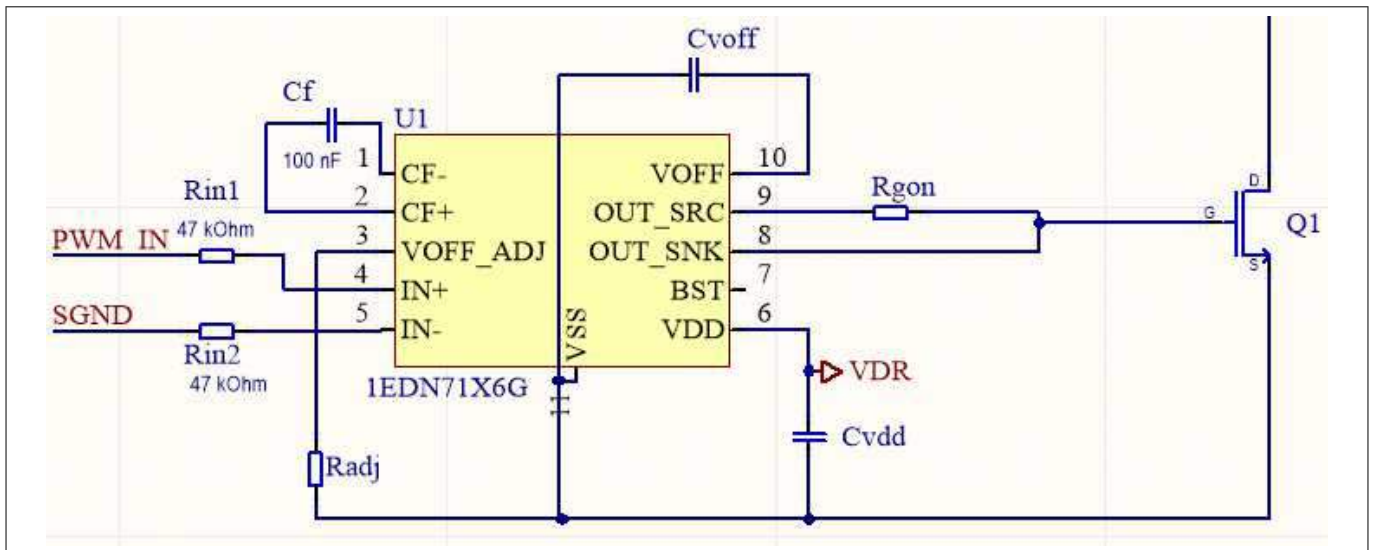 Cvoff
Cf
U1
100 nF
1
CF-
VOFF
10
Rin1
47 kOhm
2
CF+
OUT_SRC
9
Rgon
D
PWM_IN
3
VOFF_ADJ
OUT_SNK
8
G
Q1
4
IN+
BST
7
S
SGND
5
IN-
VSS
VDD
6
Rin2
47 kOhm
1EDN71X6G
11
VDR
Cvdd
Radj